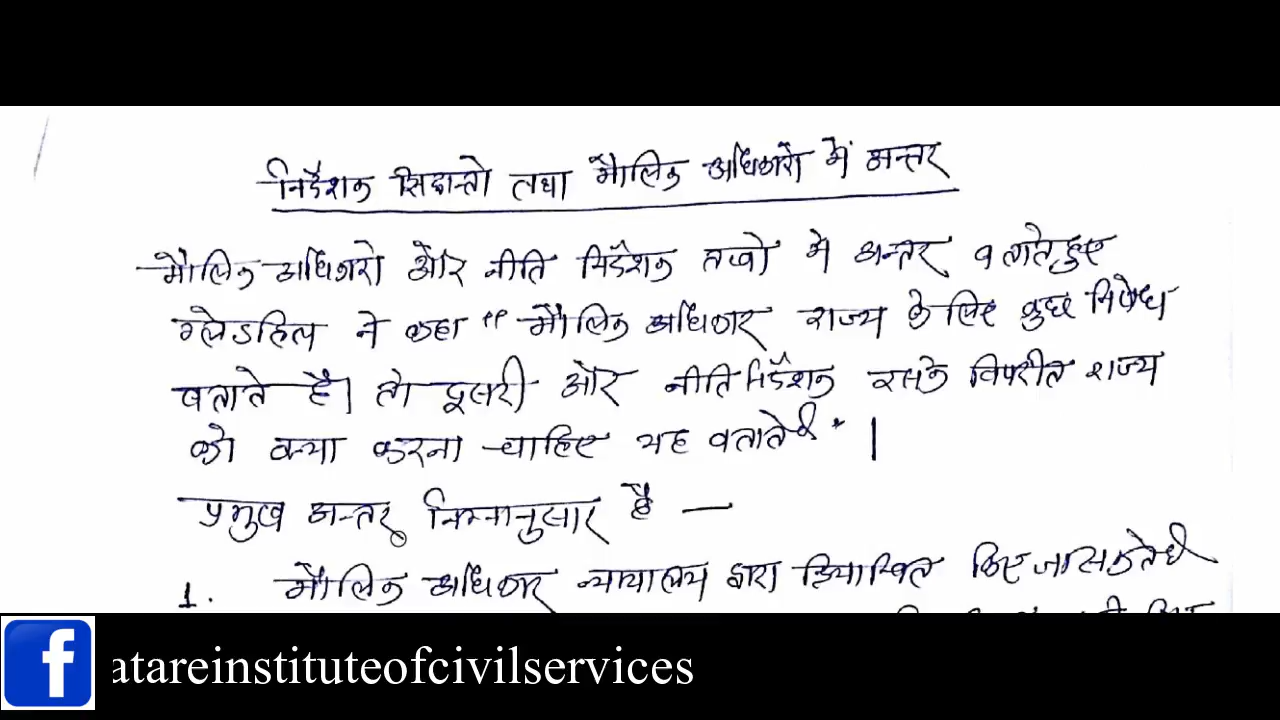 निर्देशक सिद्धान्तो तथा मौलिक अधिकारो में अन्तर
मौलिक अधिकारो और नीति निर्देशक तत्वो मे अन्तर बताते हुए
ग्लेडहिल ने कहा " मौलिक अधिकार राज्य के लिए कुछ निषेध
बताते है। तो दूसरी और नीति निर्देशक इसके विपरीत राज्य
को क्या करना चाहिए यह बताते है" ।
प्रमुख अन्तर निम्नानुसार है —
1. मौलिक अधिकार न्यायालय द्वारा क्रियान्वित किए जा सकते है
atareinstituteofcivilservices